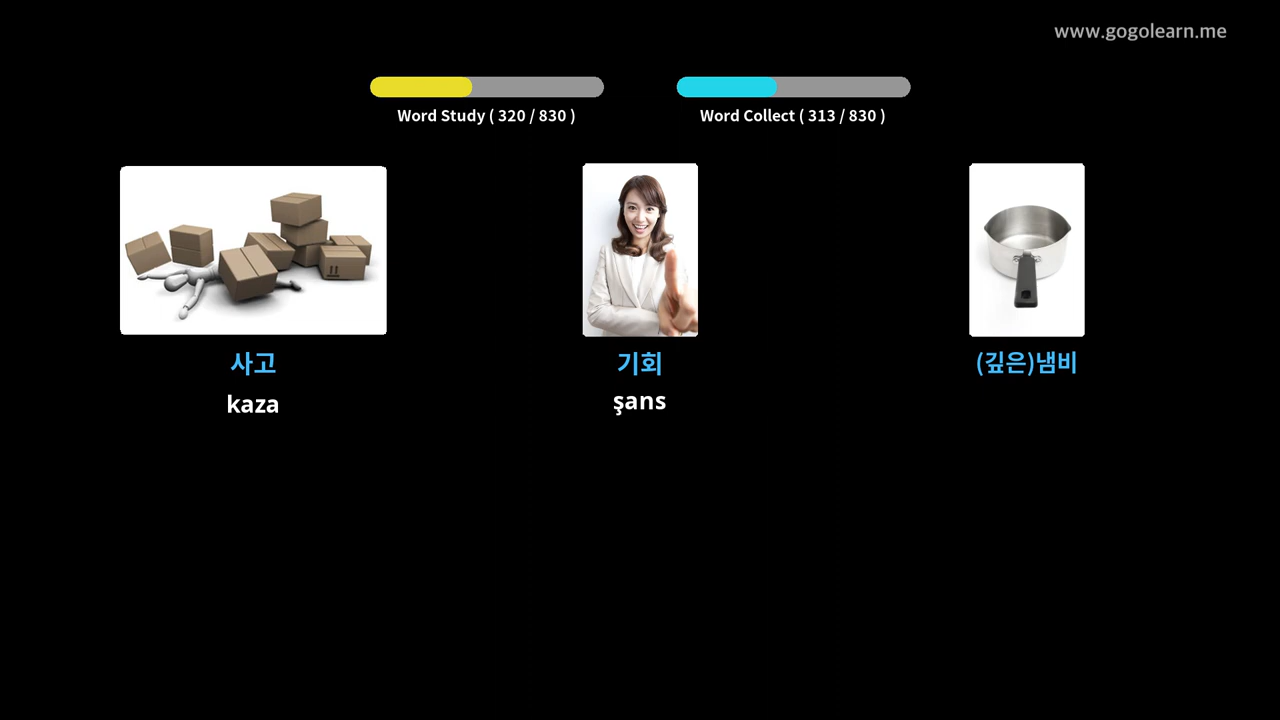 www.gogolearn.me
Word Study ( 320 / 830 )
Word Collect ( 313 / 830 )
사고
kaza
기회
şans
(깊은)냄비